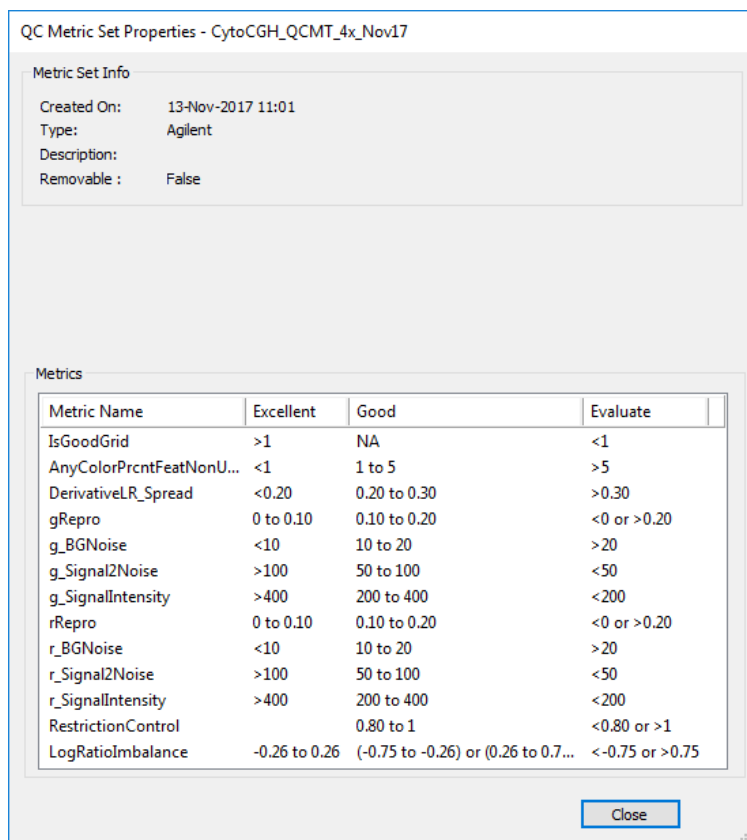 QC Metric Set Properties - CytoCGH_QCMT_4x_Nov17
Metric Set Info
Created On: 13-Nov-2017 11:01
Type: Agilent
Description:
Removable : False
Metrics
Metric Name Excellent Good Evaluate
IsGoodGrid >1 NA <1
AnyColorPrcntFeatNonU... <1 1 to 5 >5
DerivativeLR_Spread <0.20 0.20 to 0.30 >0.30
gRepro 0 to 0.10 0.10 to 0.20 <0 or >0.20
g_BGNoise <10 10 to 20 >20
g_Signal2Noise >100 50 to 100 <50
g_SignalIntensity >400 200 to 400 <200
rRepro 0 to 0.10 0.10 to 0.20 <0 or >0.20
r_BGNoise <10 10 to 20 >20
r_Signal2Noise >100 50 to 100 <50
r_SignalIntensity >400 200 to 400 <200
RestrictionControl 0.80 to 1 <0.80 or >1
LogRatioImbalance -0.26 to 0.26 (-0.75 to -0.26) or (0.26 to 0.7... <-0.75 or >0.75
Close